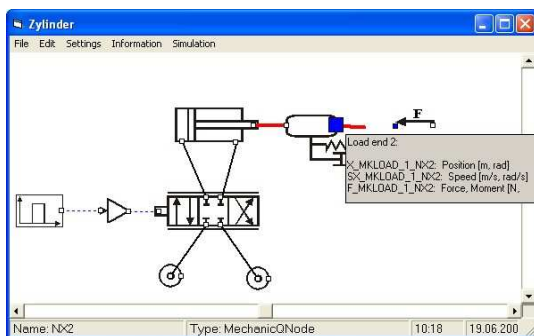 Zylinder
File Edit Settings Information Simulation
F
Load end 2:
X_MKLOAD_1_NX2: Position [m, rad]
SX_MKLOAD_1_NX2: Speed [m/s, rad/s]
F_MKLOAD_1_NX2: Force, Moment [N,
Name: NX2 Type: MechanicQNode 10:18 19.06.200